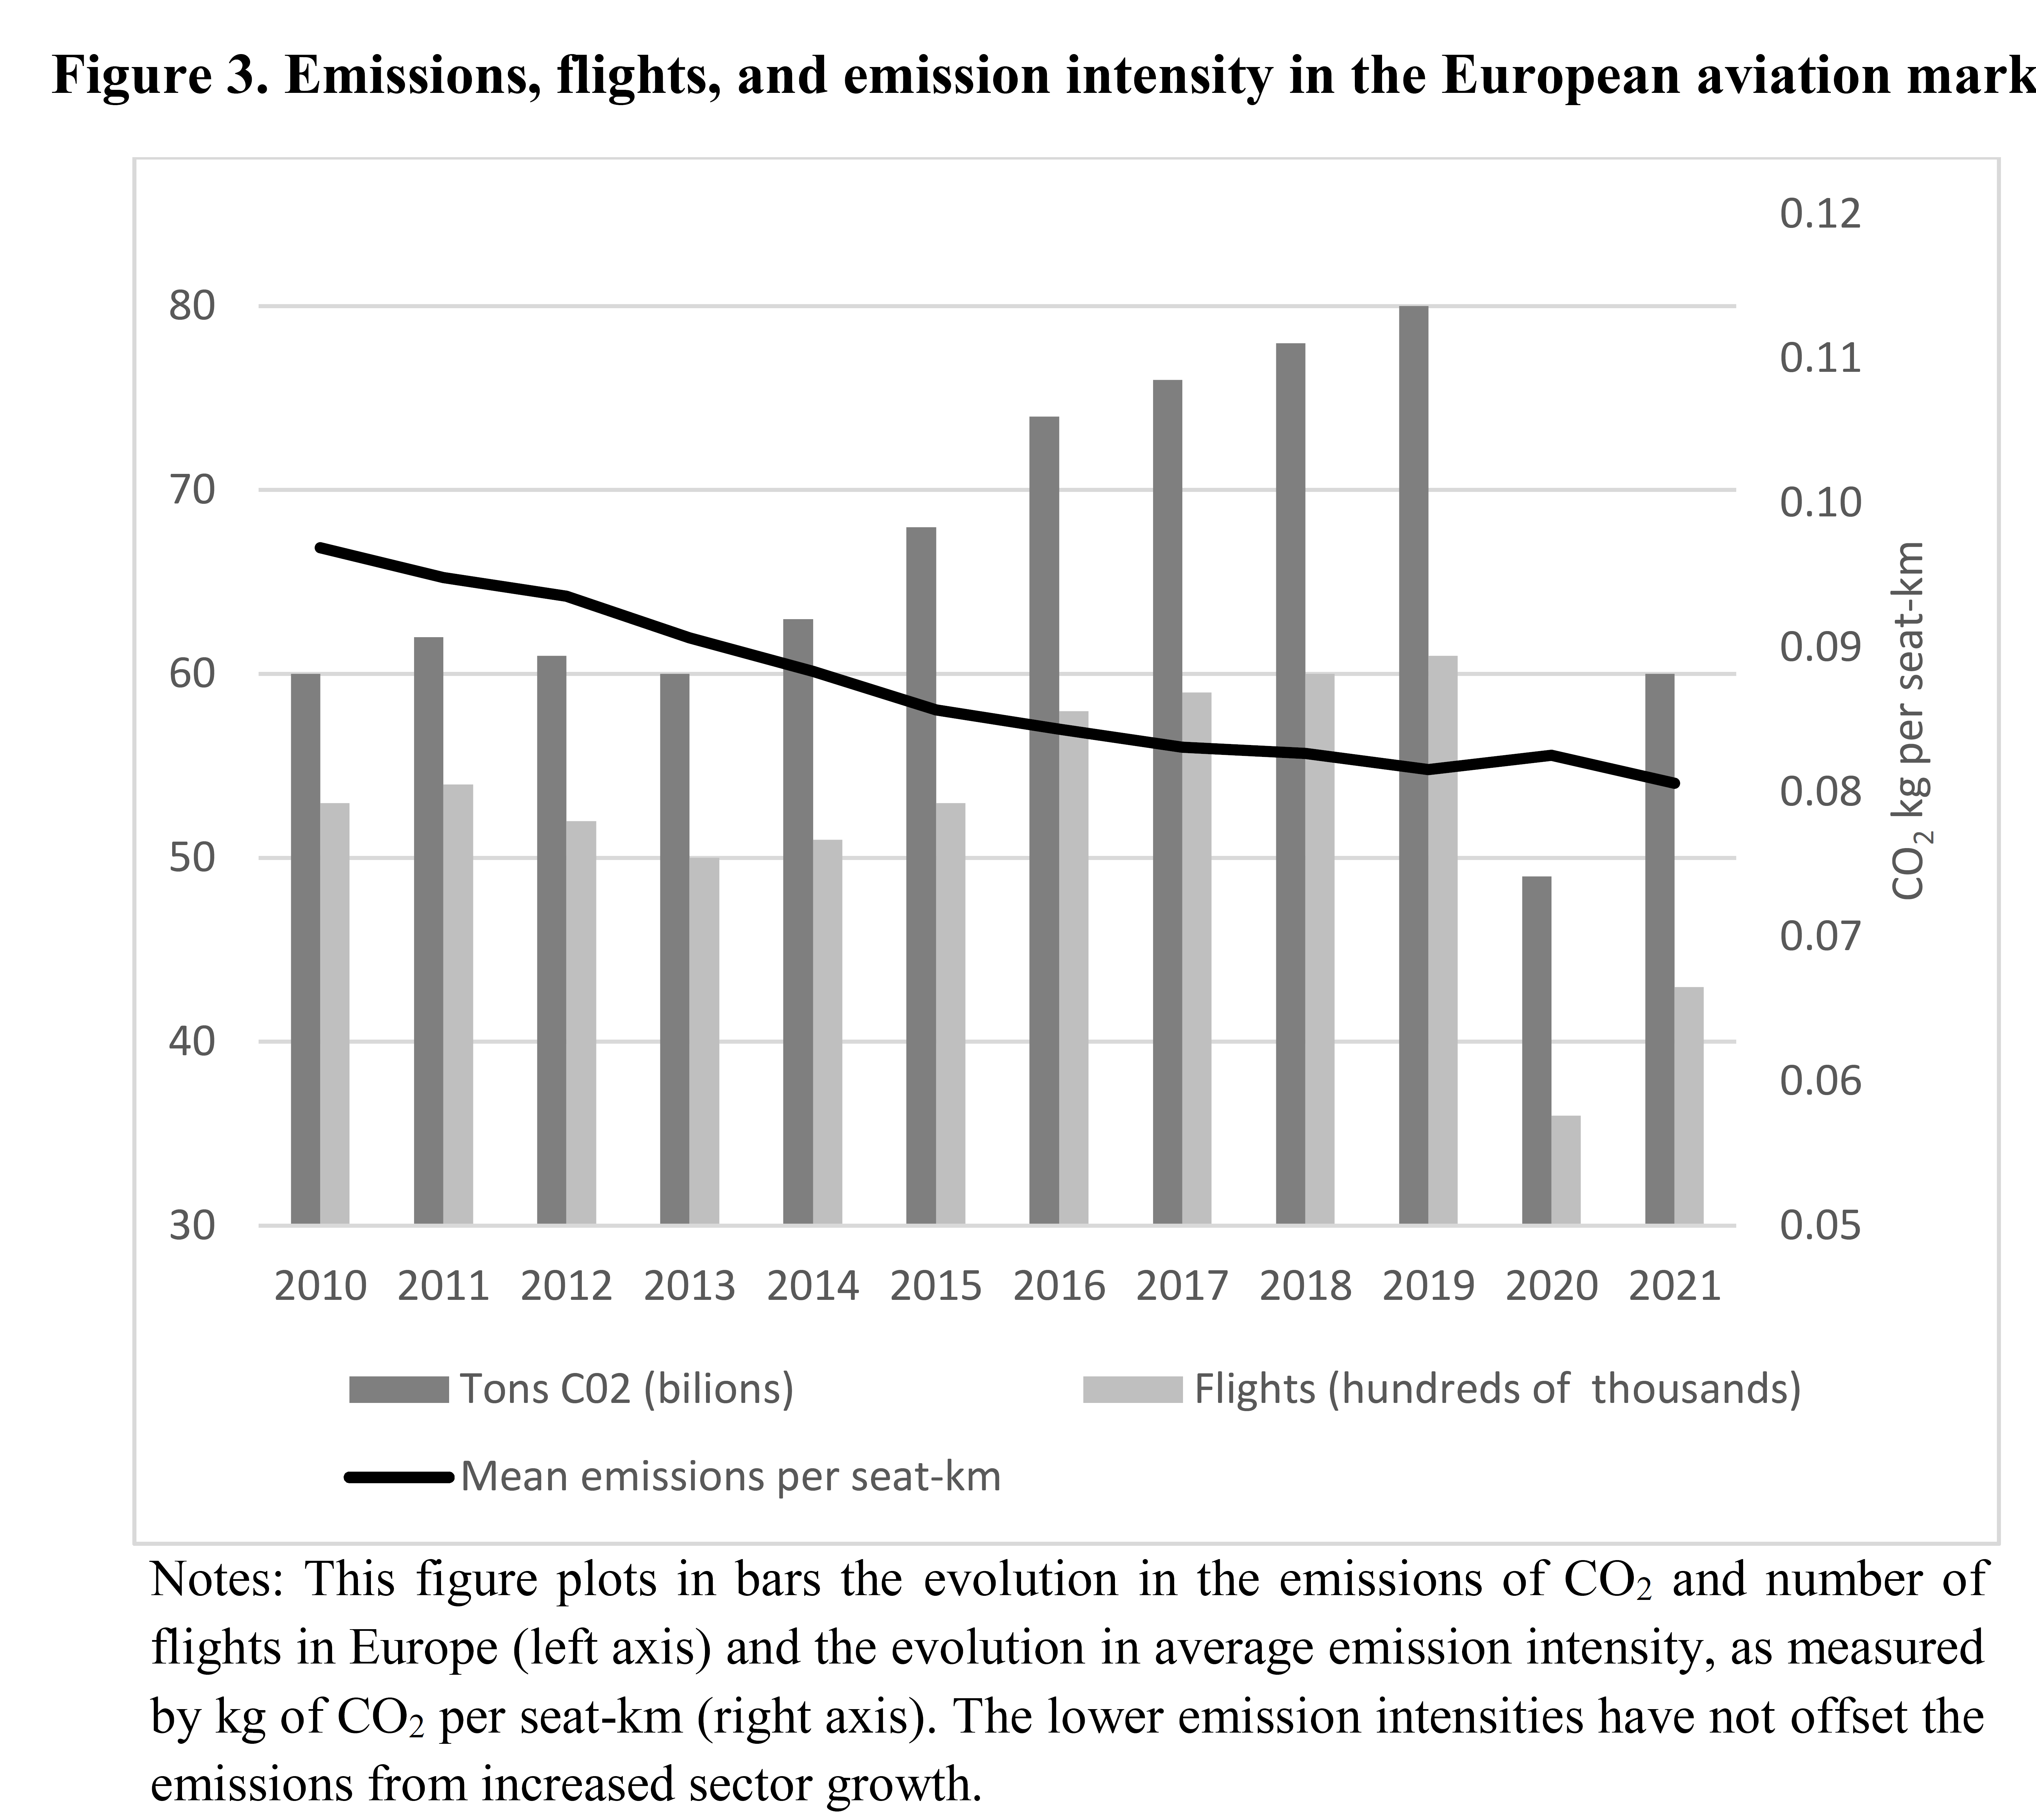 Figure 3. Emissions, flights, and emission intensity in the European aviation mark
0.12
80
0.11
70
0.10
0.09
60
0.08
50
0.07
40
0.06
30
0.05
CO₂ kg per seat-km
2010 2011 2012 2013 2014 2015 2016 2017 2018 2019 2020 2021
Tons C02 (bilions)
Flights (hundreds of thousands)
Mean emissions per seat-km
Notes: This figure plots in bars the evolution in the emissions of CO₂ and number of
flights in Europe (left axis) and the evolution in average emission intensity, as measured
by kg of CO₂ per seat-km (right axis). The lower emission intensities have not offset the
emissions from increased sector growth.